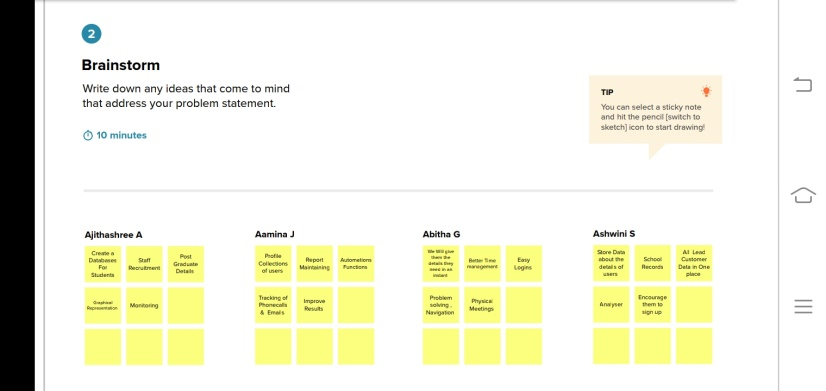 2
Brainstorm
Write down any ideas that come to mind
that address your problem statement.
10 minutes
TIP
You can select a sticky note
and hit the pencil [switch to
sketch] icon to start drawing!
Ajithashree A
Create a
Databases
For
Students
Staff
Recruitment
Post
Graduate
Details
Graphical
Representation
Monitoring
Aamina J
Profile
Collections
of users
Report
Maintaining
Automations
Functions
Tracking of
Phonecalls
& Emails
Improve
Results
Abitha G
We Will give
them the
details they
need in an
instant
Better Time
management
Easy
Logins
Problem
solving ,
Navigation
Physical
Meetings
Ashwini S
Store Data
about the
details of
users
School
Records
All Lead
Customer
Data in One
place
Analyser
Encourage
them to
sign up